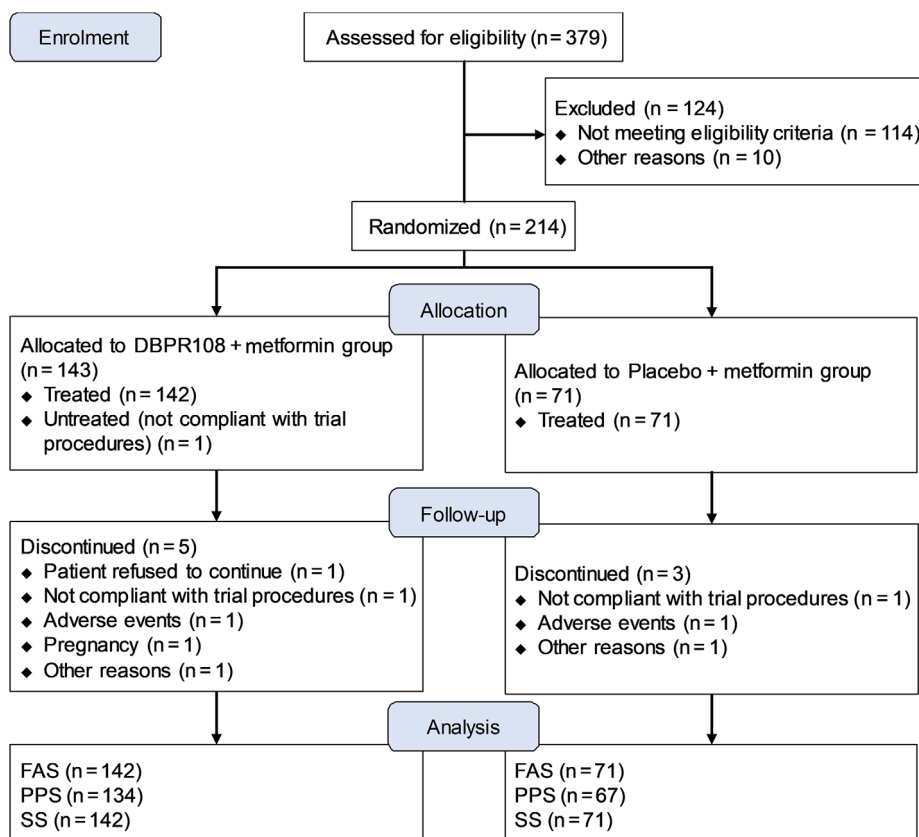 Enrolment
Assessed for eligibility (n = 379)
Excluded (n = 124)
◆ Not meeting eligibility criteria (n = 114)
◆ Other reasons (n = 10)
Randomized (n = 214)
Allocation
Allocated to DBPR108 + metformin group
(n = 143)
◆ Treated (n = 142)
◆ Untreated (not compliant with trial
procedures) (n = 1)
Allocated to Placebo + metformin group
(n = 71)
◆ Treated (n = 71)
Follow-up
Discontinued (n = 5)
◆ Patient refused to continue (n = 1)
◆ Not compliant with trial procedures (n = 1)
◆ Adverse events (n = 1)
◆ Pregnancy (n = 1)
◆ Other reasons (n = 1)
Discontinued (n = 3)
◆ Not compliant with trial procedures (n = 1)
◆ Adverse events (n = 1)
◆ Other reasons (n = 1)
Analysis
FAS (n = 142)
PPS (n = 134)
SS (n = 142)
FAS (n = 71)
PPS (n = 67)
SS (n = 71)